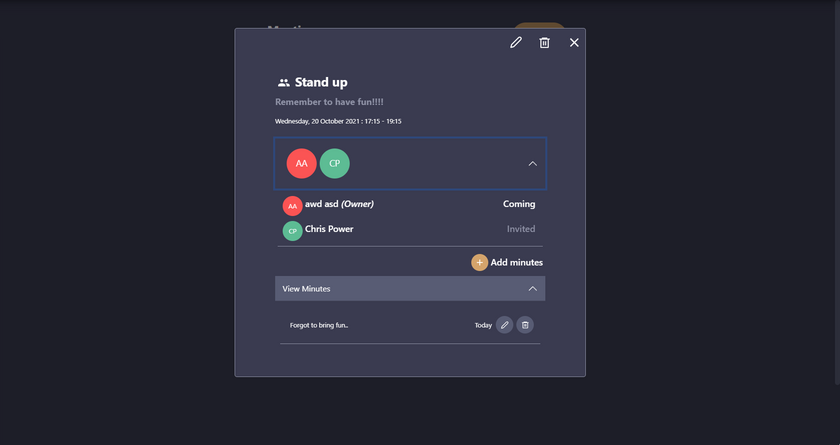 Stand up
Remember to have fun!!!!
Wednesday, 20 October 2021 : 17:15 - 19:15
AA CP
AA awd asd (Owner) Coming
CP Chris Power Invited
+ Add minutes
View Minutes
Forgot to bring fun.. Today